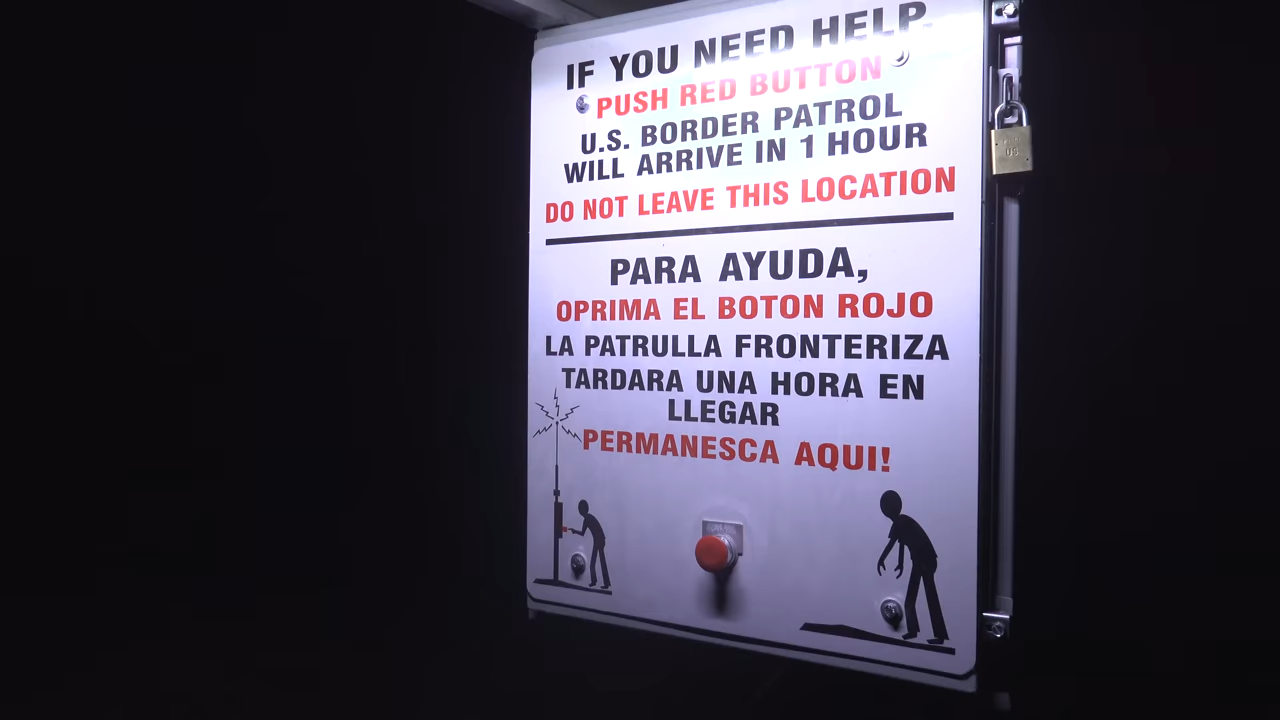 IF YOU NEED HELP
PUSH RED BUTTON
U.S. BORDER PATROL
WILL ARRIVE IN 1 HOUR
DO NOT LEAVE THIS LOCATION
PARA AYUDA,
OPRIMA EL BOTON ROJO
LA PATRULLA FRONTERIZA
TARDARA UNA HORA EN
LLEGAR
PERMANESCA AQUI!
US